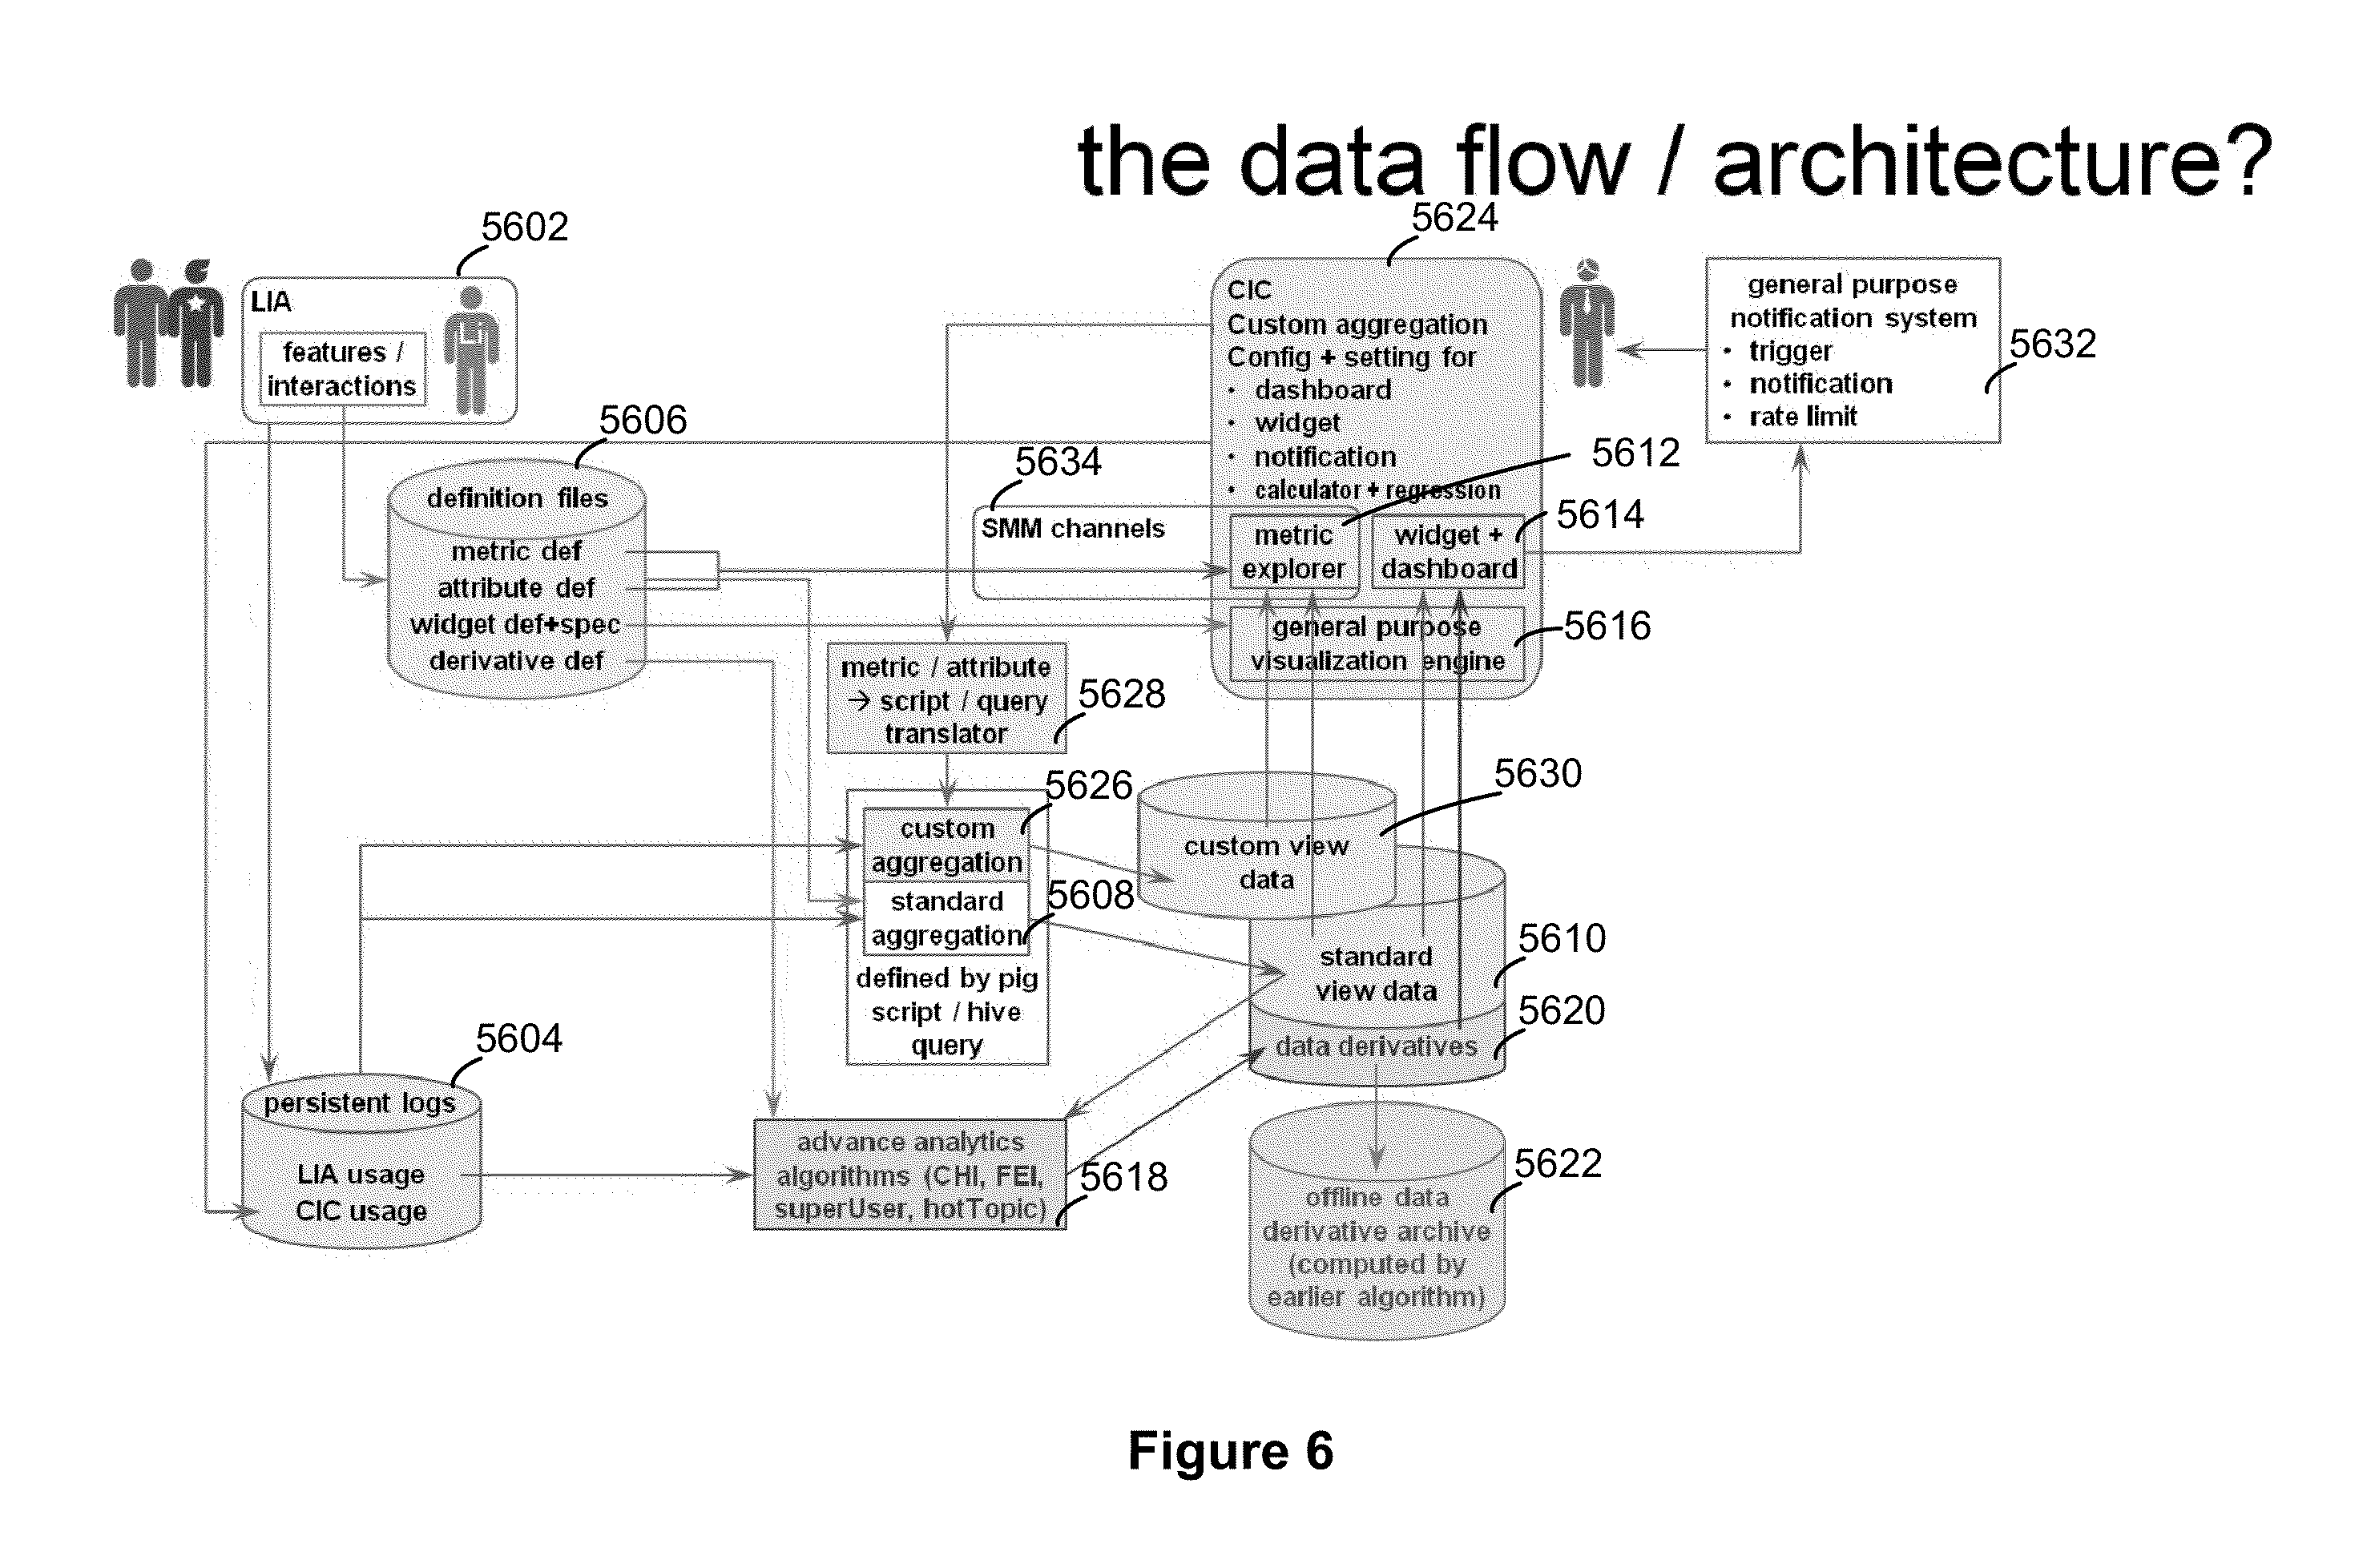 the data flow / architecture?
5602
LIA
features /
interactions
5624
CIC
Custom aggregation
Config + setting for
• dashboard
• widget
• notification
• calculator + regression
general purpose
notification system
• trigger
• notification
• rate limit
5632
5606
definition files
metric def
attribute def
widget def+spec
derivative def
5634
SMM channels
5612
metric
explorer
5614
widget +
dashboard
5616
general purpose
visualization engine
metric / attribute
→ script / query
translator
5628
5626
custom
aggregation
5608
standard
aggregation
defined by pig
script / hive
query
5630
custom view
data
5610
standard
view data
5620
data derivatives
5604
persistent logs
LIA usage
CIC usage
advance analytics
algorithms (CHI, FEI,
superUser, hotTopic)
5618
5622
offline data
derivative archive
(computed by
earlier algorithm)
Figure 6